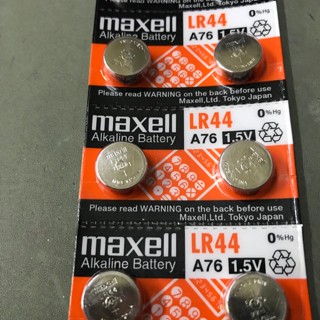 maxell LR44
Alkaline Battery A76 1.5V 0%Hg
Please read WARNING on the back before use.
Maxell,Ltd. Tokyo Japan
maxell LR44
Alkaline Battery A76 1.5V 0%Hg
Please read WARNING on the back before use.
Maxell,Ltd. Tokyo Japan
maxell LR44
Alkaline Battery A76 1.5V 0%Hg